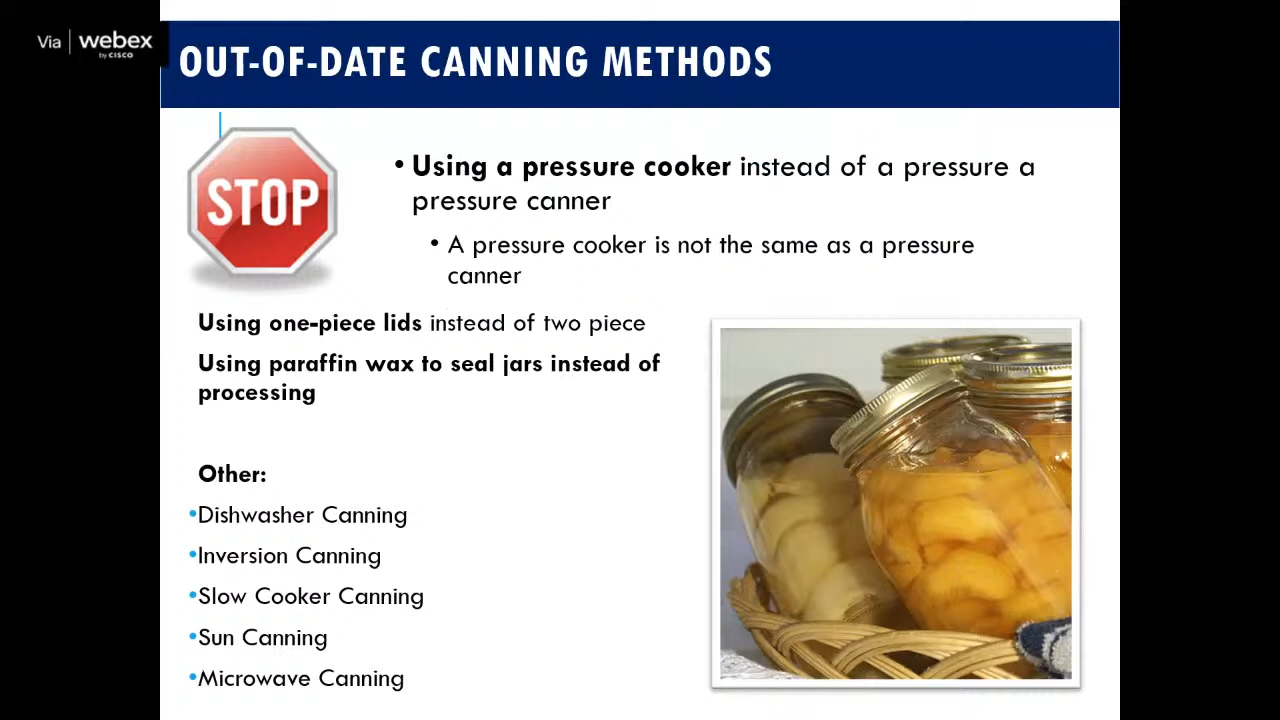 Via webex
by CISCO
OUT-OF-DATE CANNING METHODS
STOP
• Using a pressure cooker instead of a pressure a
pressure canner
• A pressure cooker is not the same as a pressure
canner
Using one-piece lids instead of two piece
Using paraffin wax to seal jars instead of
processing
Other:
•Dishwasher Canning
•Inversion Canning
•Slow Cooker Canning
•Sun Canning
•Microwave Canning